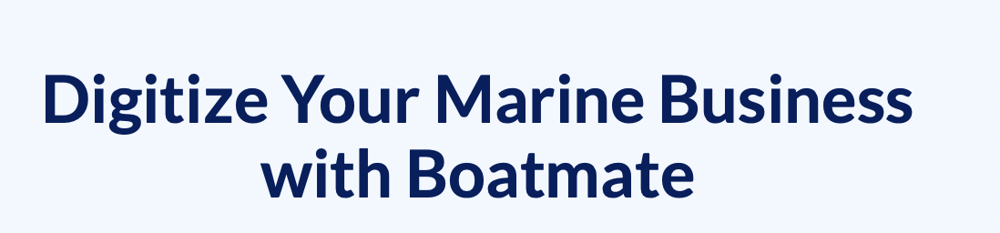 Digitize Your Marine Business
with Boatmate